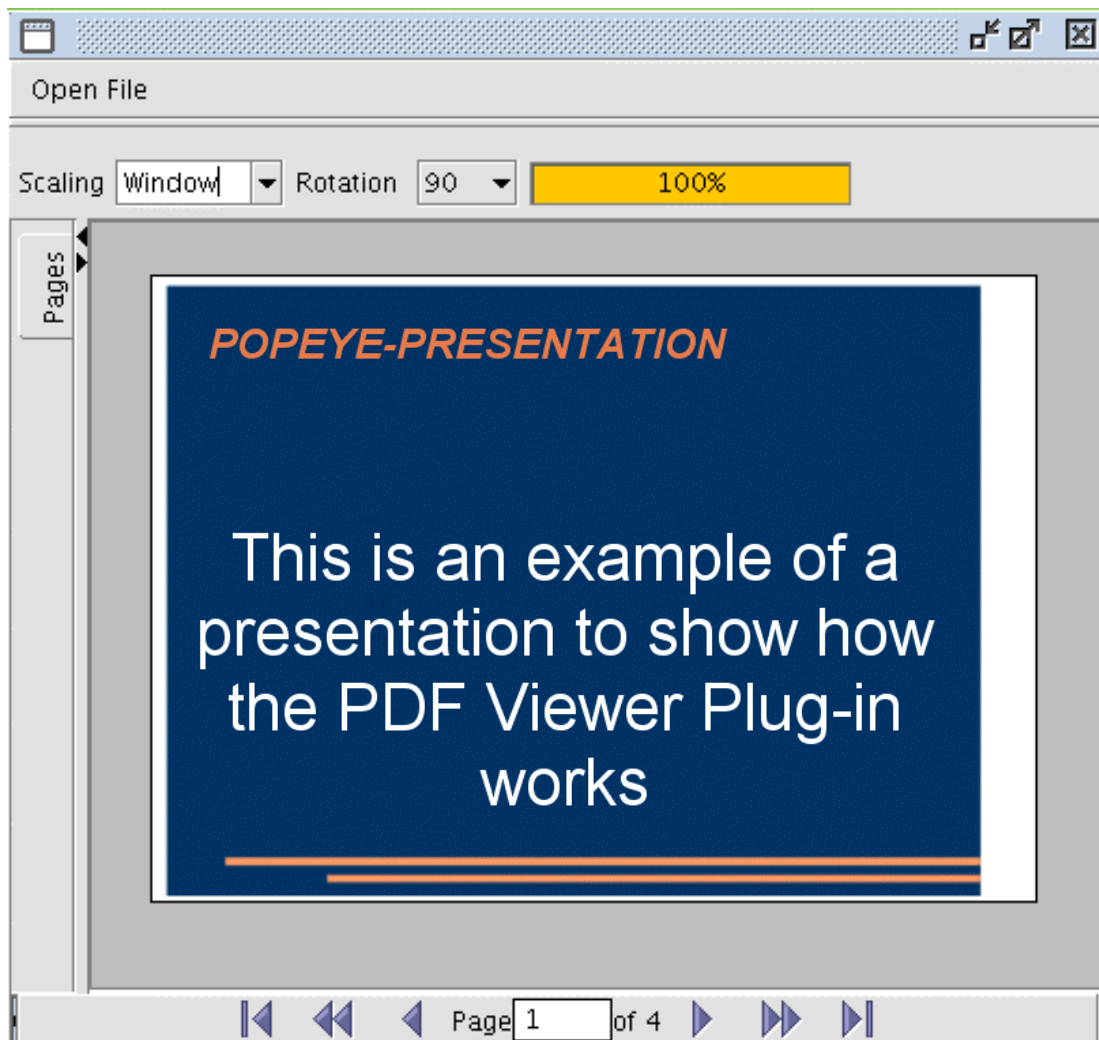 Open File
Scaling Window Rotation 90 100%
Pages
POPEYE-PRESENTATION
This is an example of a
presentation to show how
the PDF Viewer Plug-in
works
Page 1 of 4